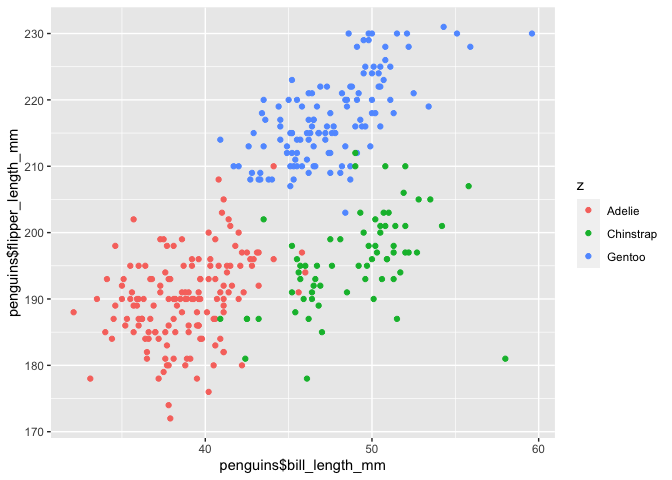 230
220
210
200
190
180
170
penguins$flipper_length_mm
40
50
60
penguins$bill_length_mm
z
Adelie
Chinstrap
Gentoo